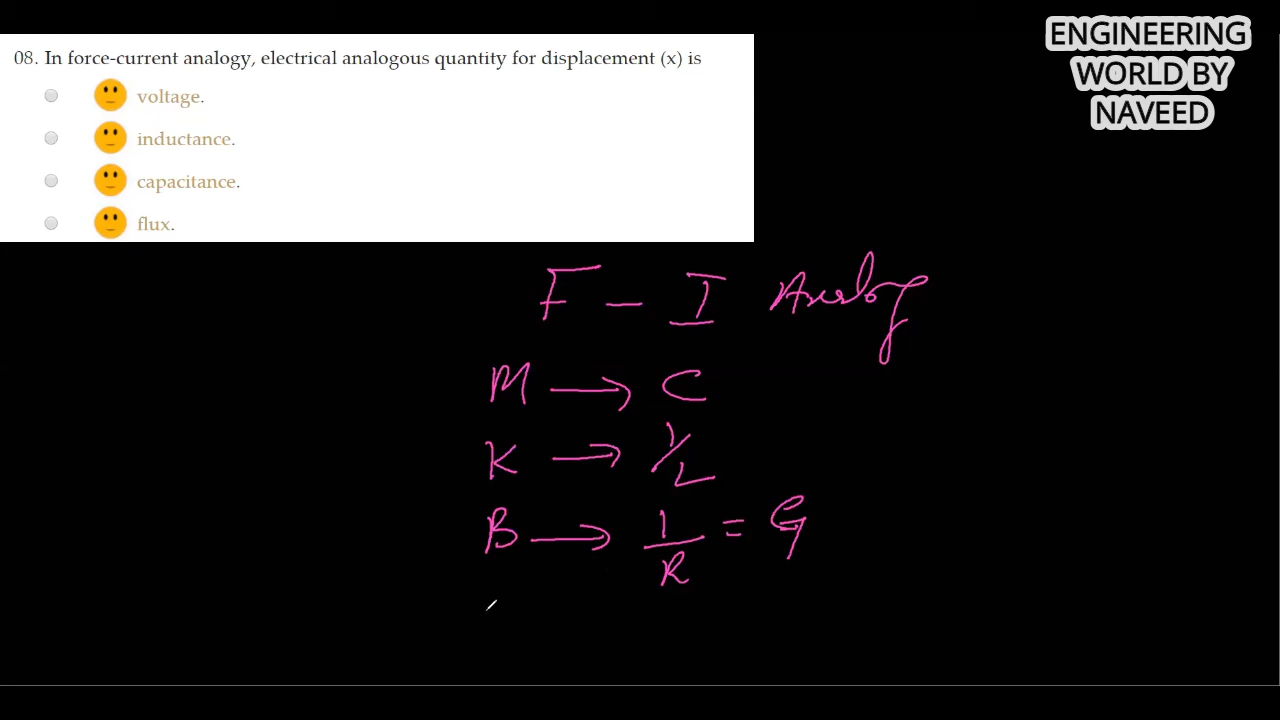 ENGINEERING
WORLD BY
NAVEED
08. In force-current analogy, electrical analogous quantity for displacement (x) is
voltage.
inductance.
capacitance.
flux.
F - I Analog
M → C
K → 1/L
B → 1/R = G